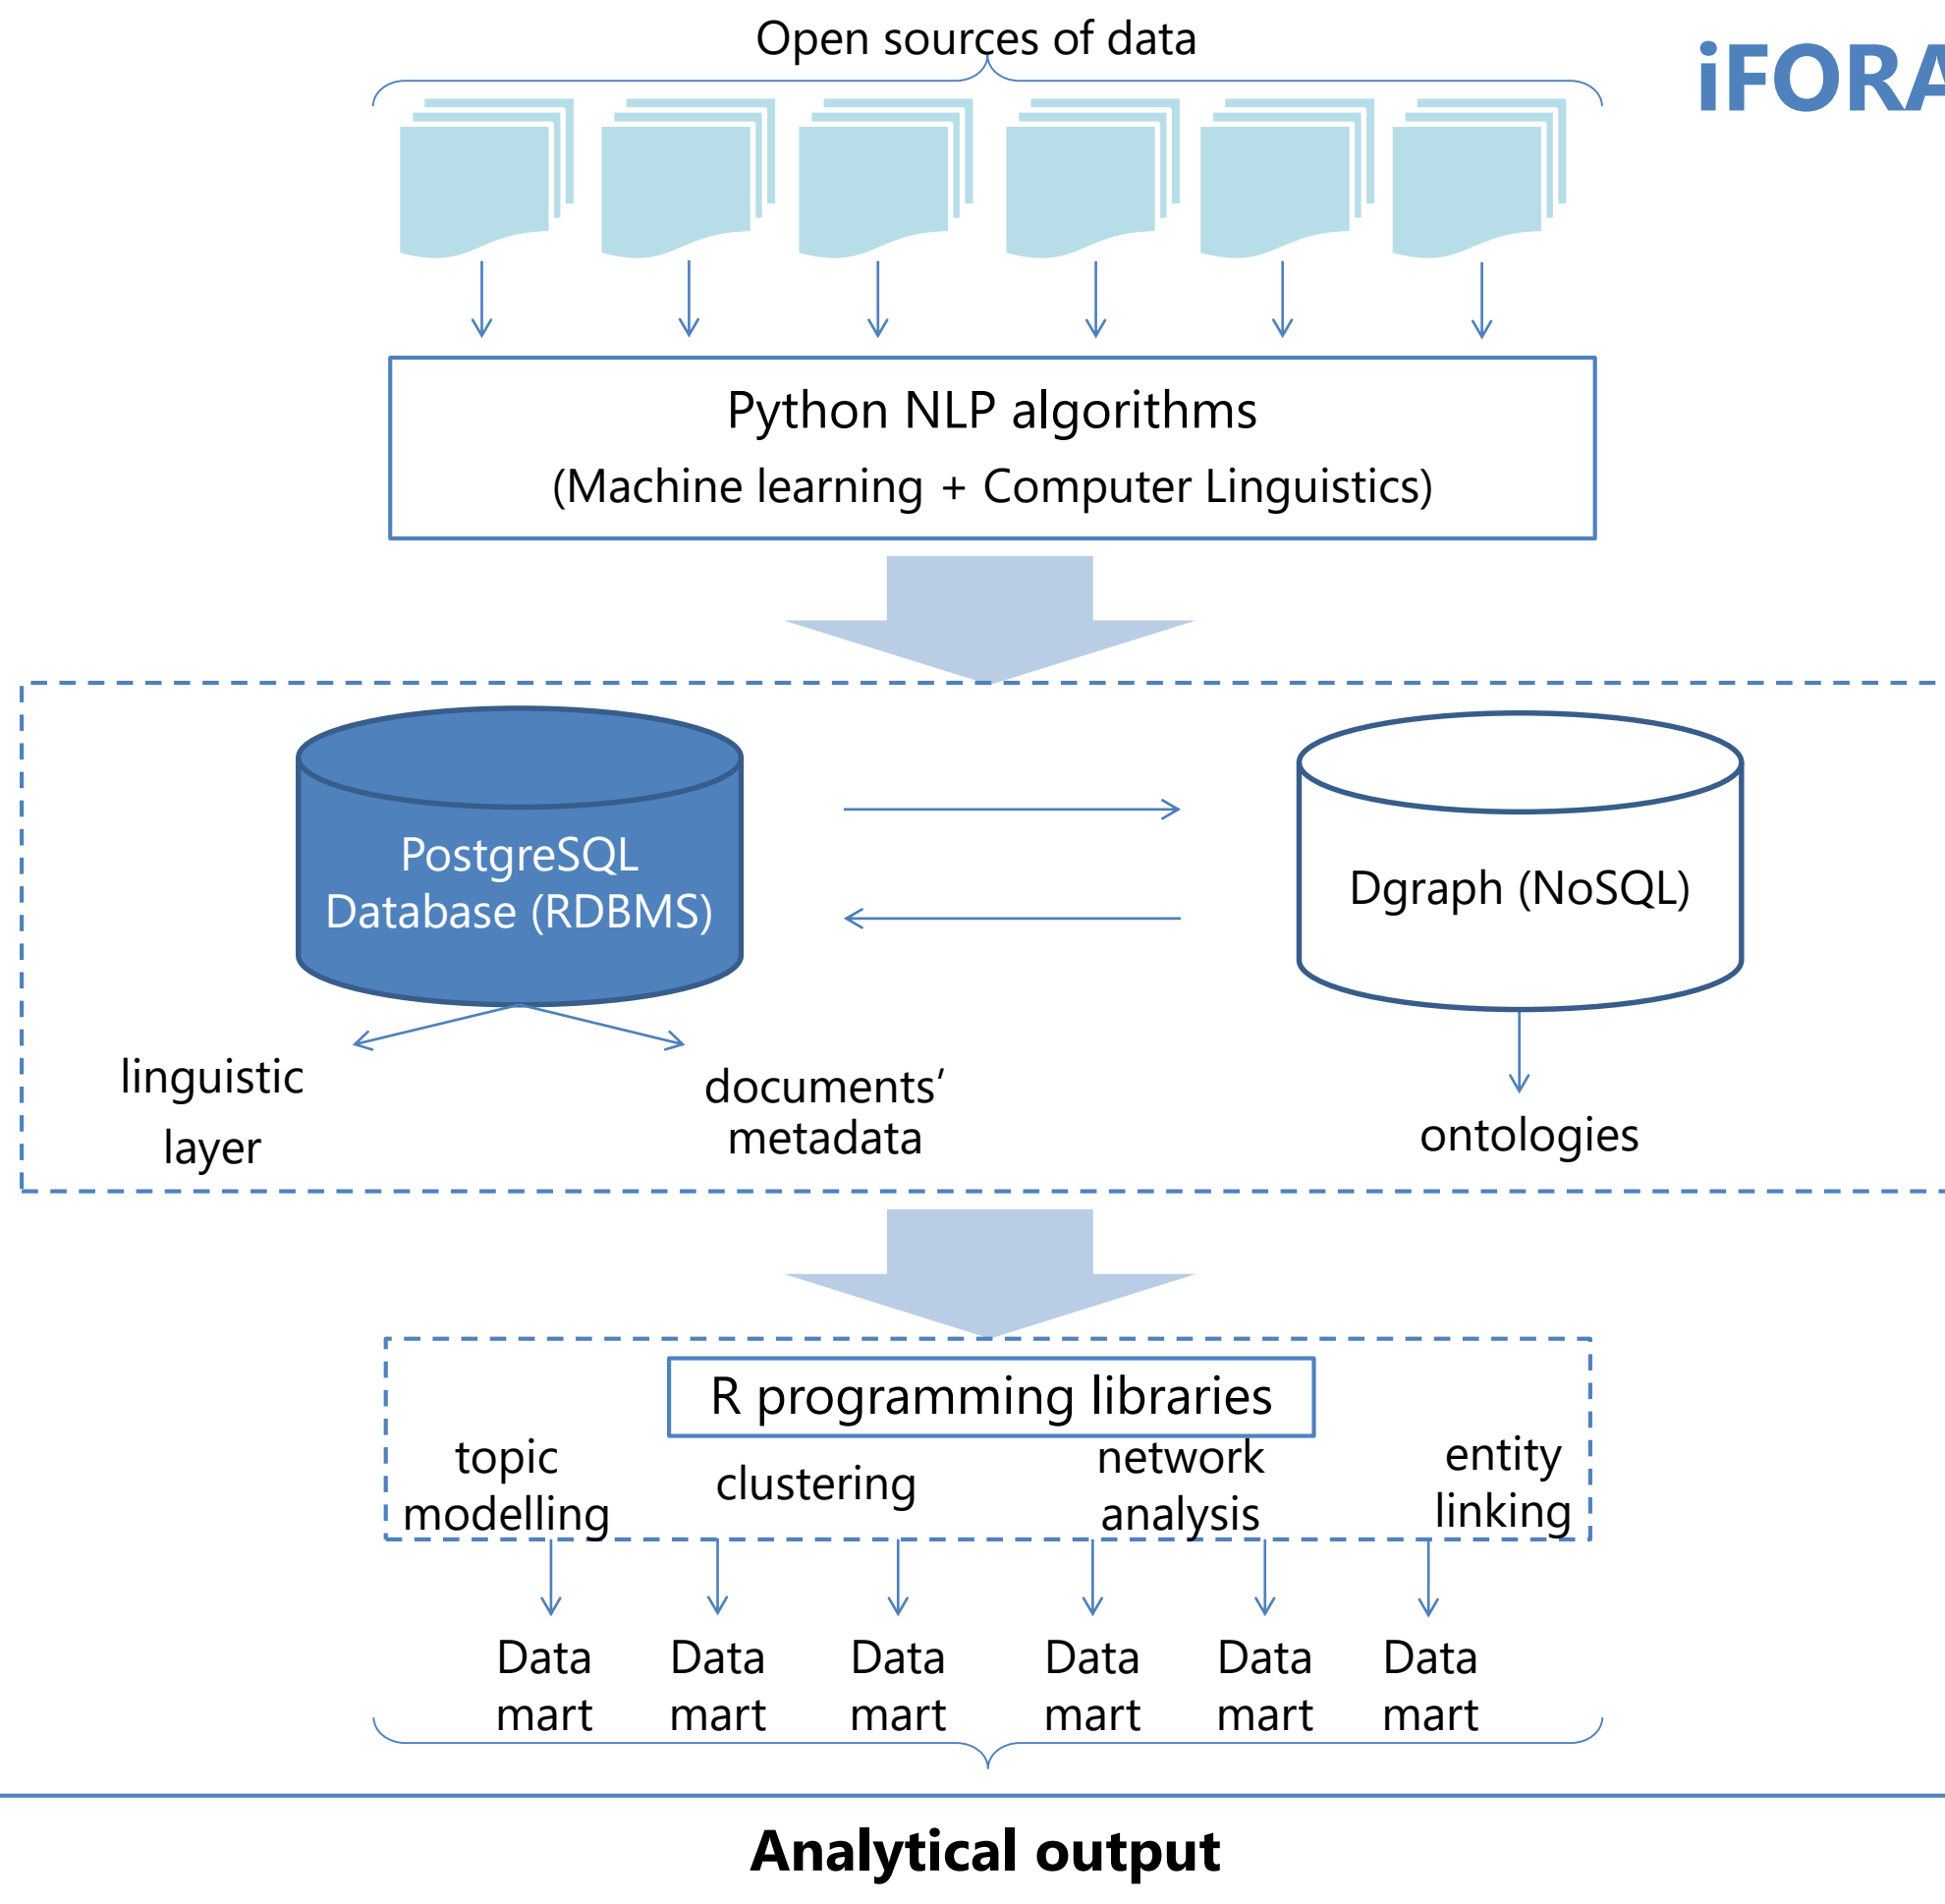 Open sources of data
iFORA
Python NLP algorithms
(Machine learning + Computer Linguistics)
PostgreSQL
Database (RDBMS)
Dgraph (NoSQL)
linguistic
layer
documents’
metadata
ontologies
R programming libraries
topic
modelling
clustering
network
analysis
entity
linking
Data
mart
Data
mart
Data
mart
Data
mart
Data
mart
Data
mart
Analytical output